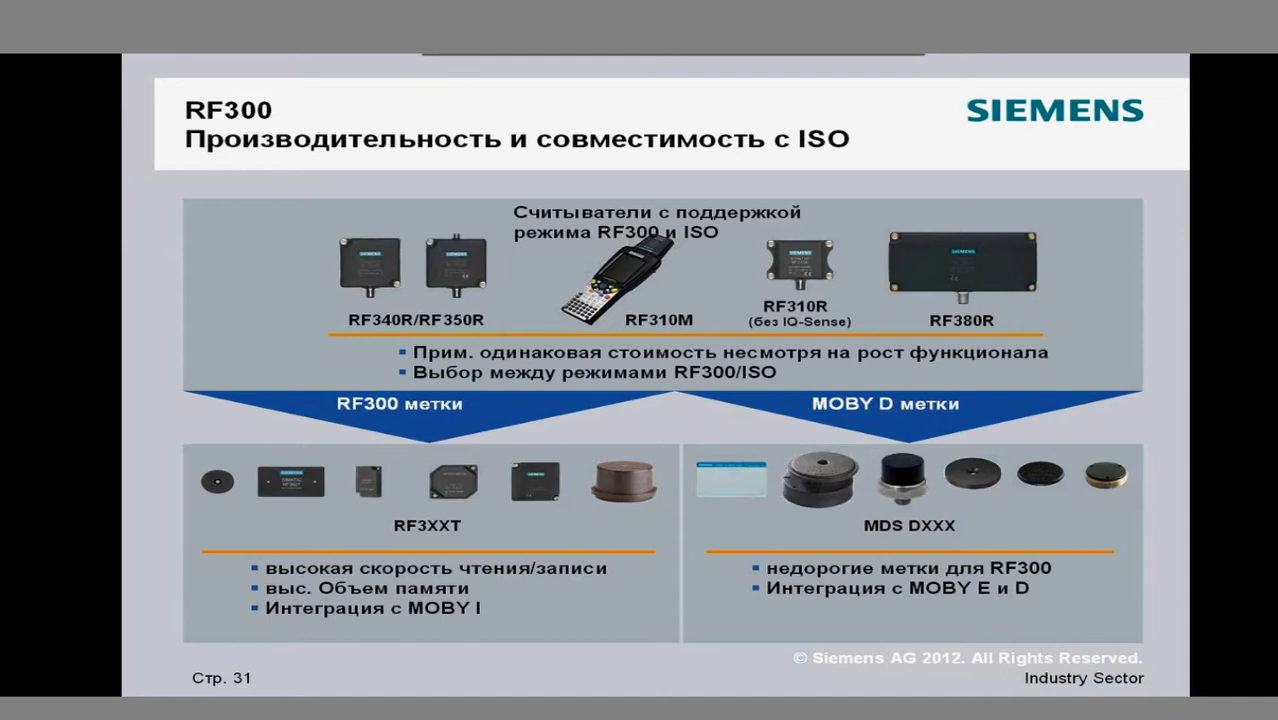 RF300
Производительность и совместимость с ISO
SIEMENS
Считыватели с поддержкой
режима RF300 и ISO
RF340R/RF350R
RF310M
RF310R
(без IQ-Sense)
RF380R
Прим. одинаковая стоимость несмотря на рост функционала
Выбор между режимами RF300/ISO
RF300 метки
MOBY D метки
RF3XXT
MDS DXXX
высокая скорость чтения/записи
выс. Объем памяти
Интеграция с MOBY I
недорогие метки для RF300
Интеграция с MOBY E и D
© Siemens AG 2012. All Rights Reserved.
Стр. 31
Industry Sector